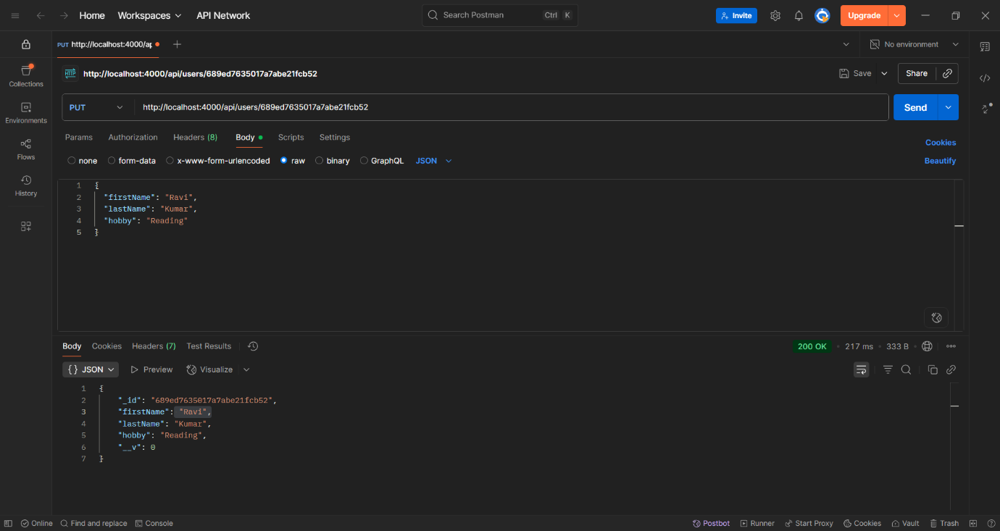 Home Workspaces API Network Search Postman Ctrl K Invite Upgrade
PUT http://localhost:4000/ap No environment
Collections
Environments
Flows
History
HTTP http://localhost:4000/api/users/689ed7635017a7abe21fcb52 Save Share
PUT http://localhost:4000/api/users/689ed7635017a7abe21fcb52 Send
Params Authorization Headers (8) Body Scripts Settings Cookies
none form-data x-www-form-urlencoded raw binary GraphQL JSON Beautify
1 {
2 "firstName": "Ravi",
3 "lastName": "Kumar",
4 "hobby": "Reading"
5 }
Body Cookies Headers (7) Test Results 200 OK 217 ms 333 B
{} JSON Preview Visualize
1 {
2 "_id": "689ed7635017a7abe21fcb52",
3 "firstName": "Ravi",
4 "lastName": "Kumar",
5 "hobby": "Reading",
6 "__v": 0
7 }
Online Find and replace Console Postbot Runner Start Proxy Cookies Vault Trash